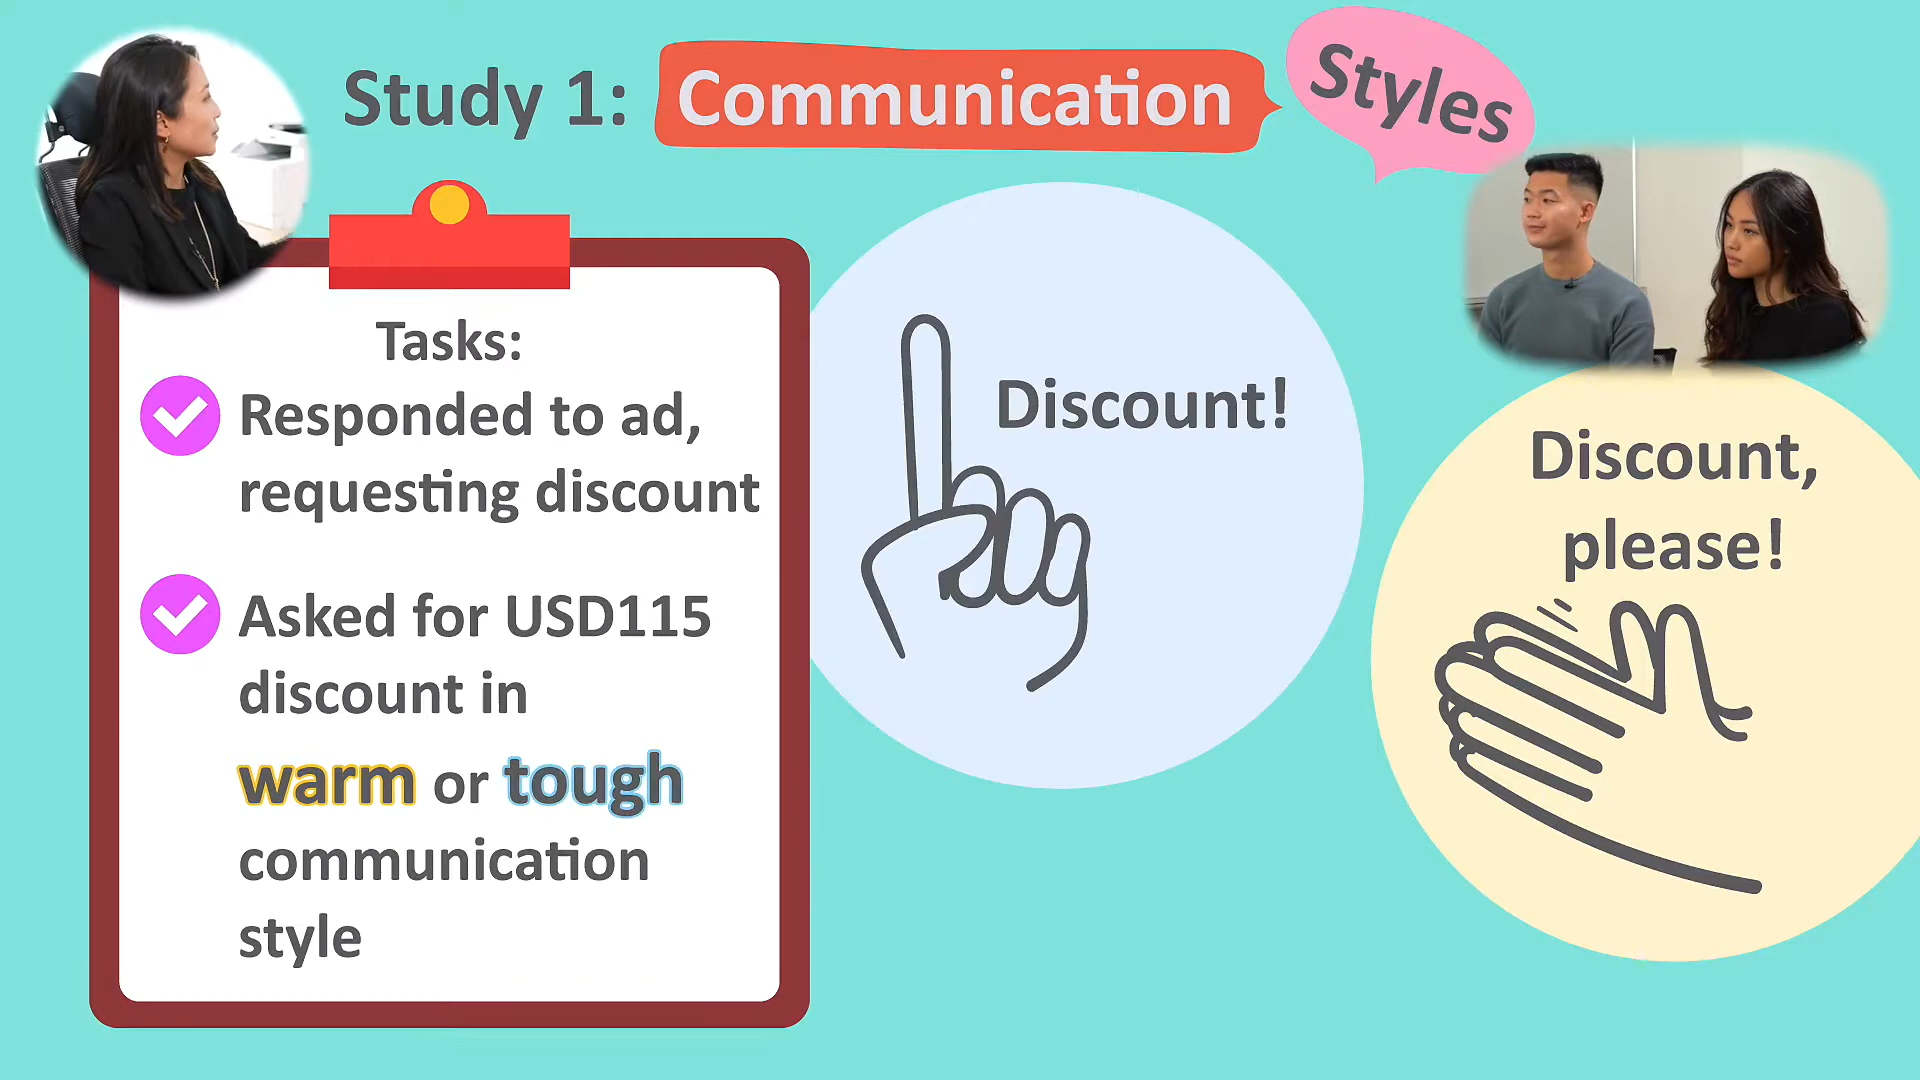 Study 1: Communication Styles
Tasks:
Responded to ad,
requesting discount
Asked for USD115
discount in
warm or tough
communication
style
Discount!
Discount,
please!